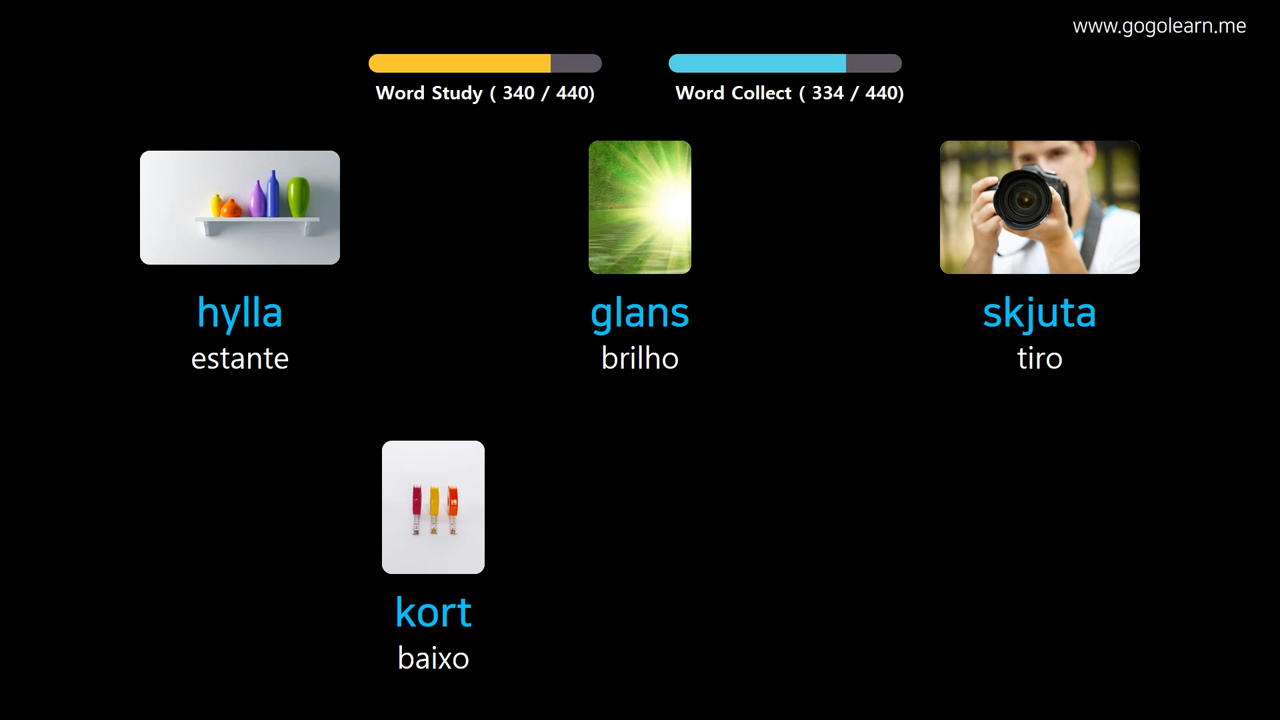 www.gogolearn.me
Word Study ( 340 / 440)
Word Collect ( 334 / 440)
hylla
estante
glans
brilho
skjuta
tiro
kort
baixo